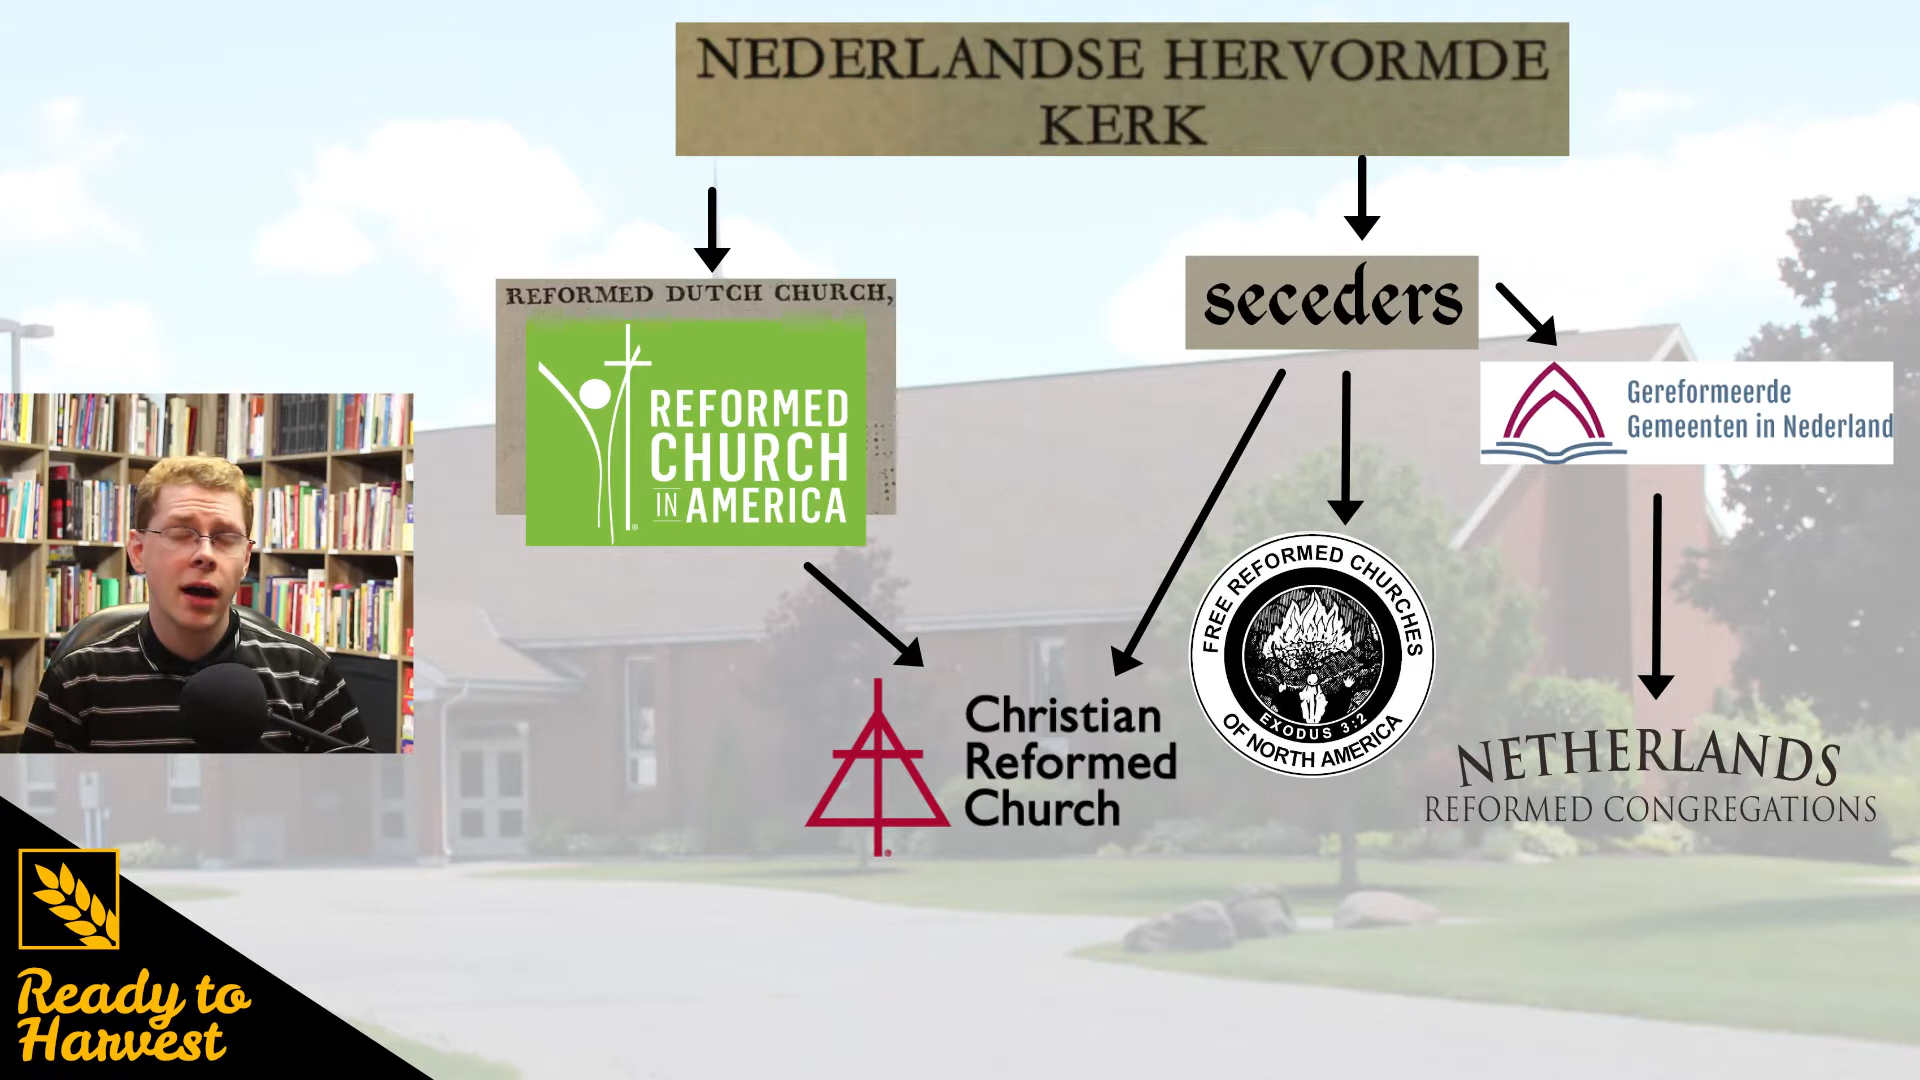 NEDERLANDSE HERVORMDE
KERK
REFORMED DUTCH CHURCH,
REFORMED
CHURCH
IN AMERICA
seceders
Gereformeerde
Gemeenten in Nederland
FREE REFORMED CHURCHES
OF NORTH AMERICA
EXODUS 3:2
Christian
Reformed
Church
NETHERLANDS
REFORMED CONGREGATIONS
Ready to
Harvest